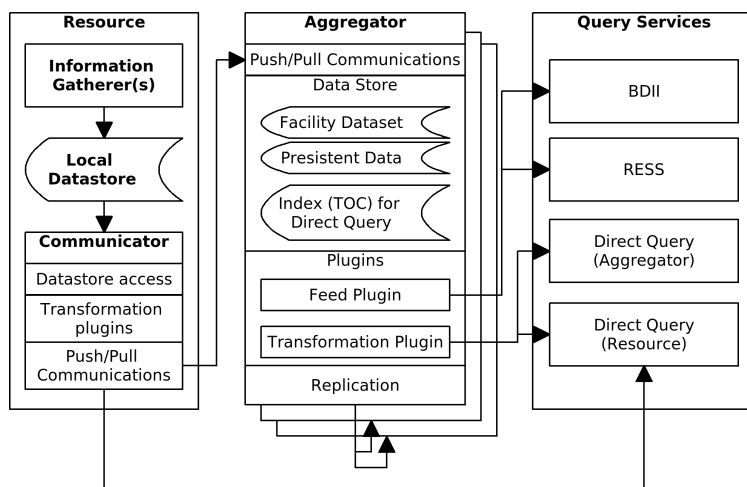 Resource
Information
Gatherer(s)
Local
Datastore
Communicator
Datastore access
Transformation
plugins
Push/Pull
Communications
Aggregator
Push/Pull Communications
Data Store
Facility Dataset
Presistent Data
Index (TOC) for
Direct Query
Plugins
Feed Plugin
Transformation Plugin
Replication
Query Services
BDII
RESS
Direct Query
(Aggregator)
Direct Query
(Resource)